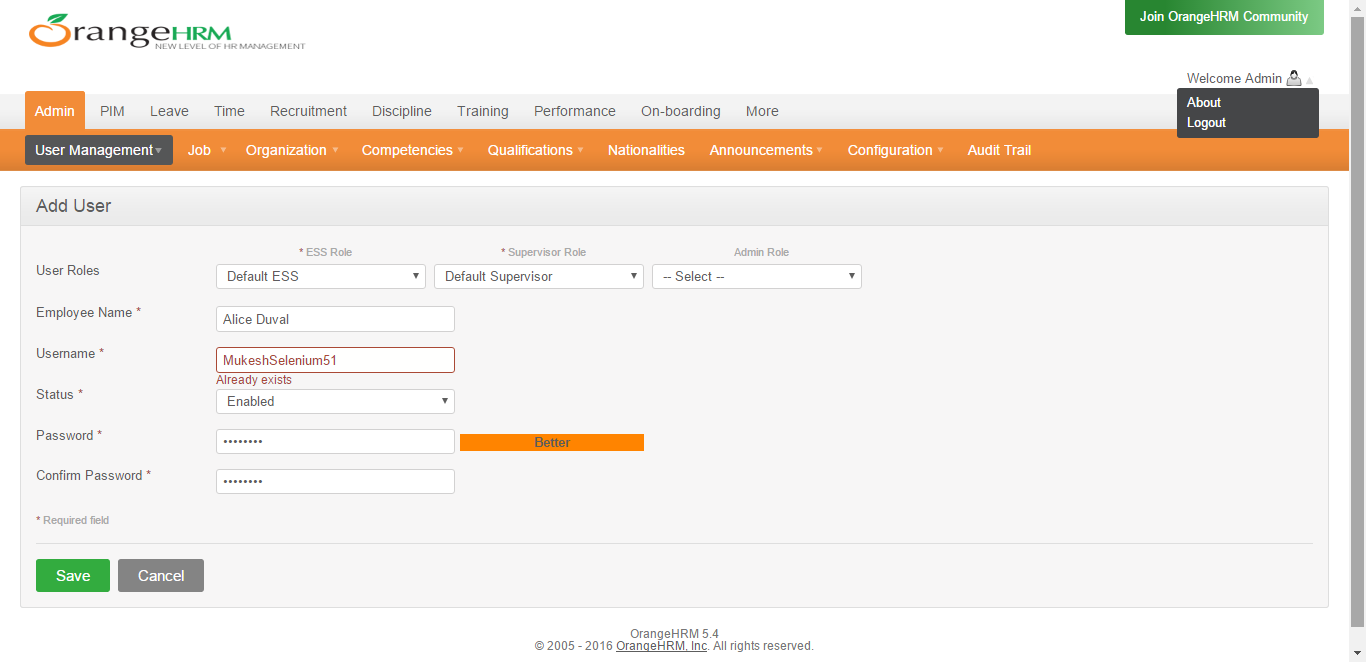 OrangeHRM
NEW LEVEL OF HR MANAGEMENT
Join OrangeHRM Community
Welcome Admin
About
Logout
Admin PIM Leave Time Recruitment Discipline Training Performance On-boarding More
User Management Job Organization Competencies Qualifications Nationalities Announcements Configuration Audit Trail
Add User
* ESS Role * Supervisor Role Admin Role
User Roles Default ESS Default Supervisor -- Select --
Employee Name * Alice Duval
Username * MukeshSelenium51
Already exists
Status * Enabled
Password * •••••••• Better
Confirm Password * ••••••••
* Required field
Save Cancel
OrangeHRM 5.4
© 2005 - 2016 OrangeHRM, Inc. All rights reserved.